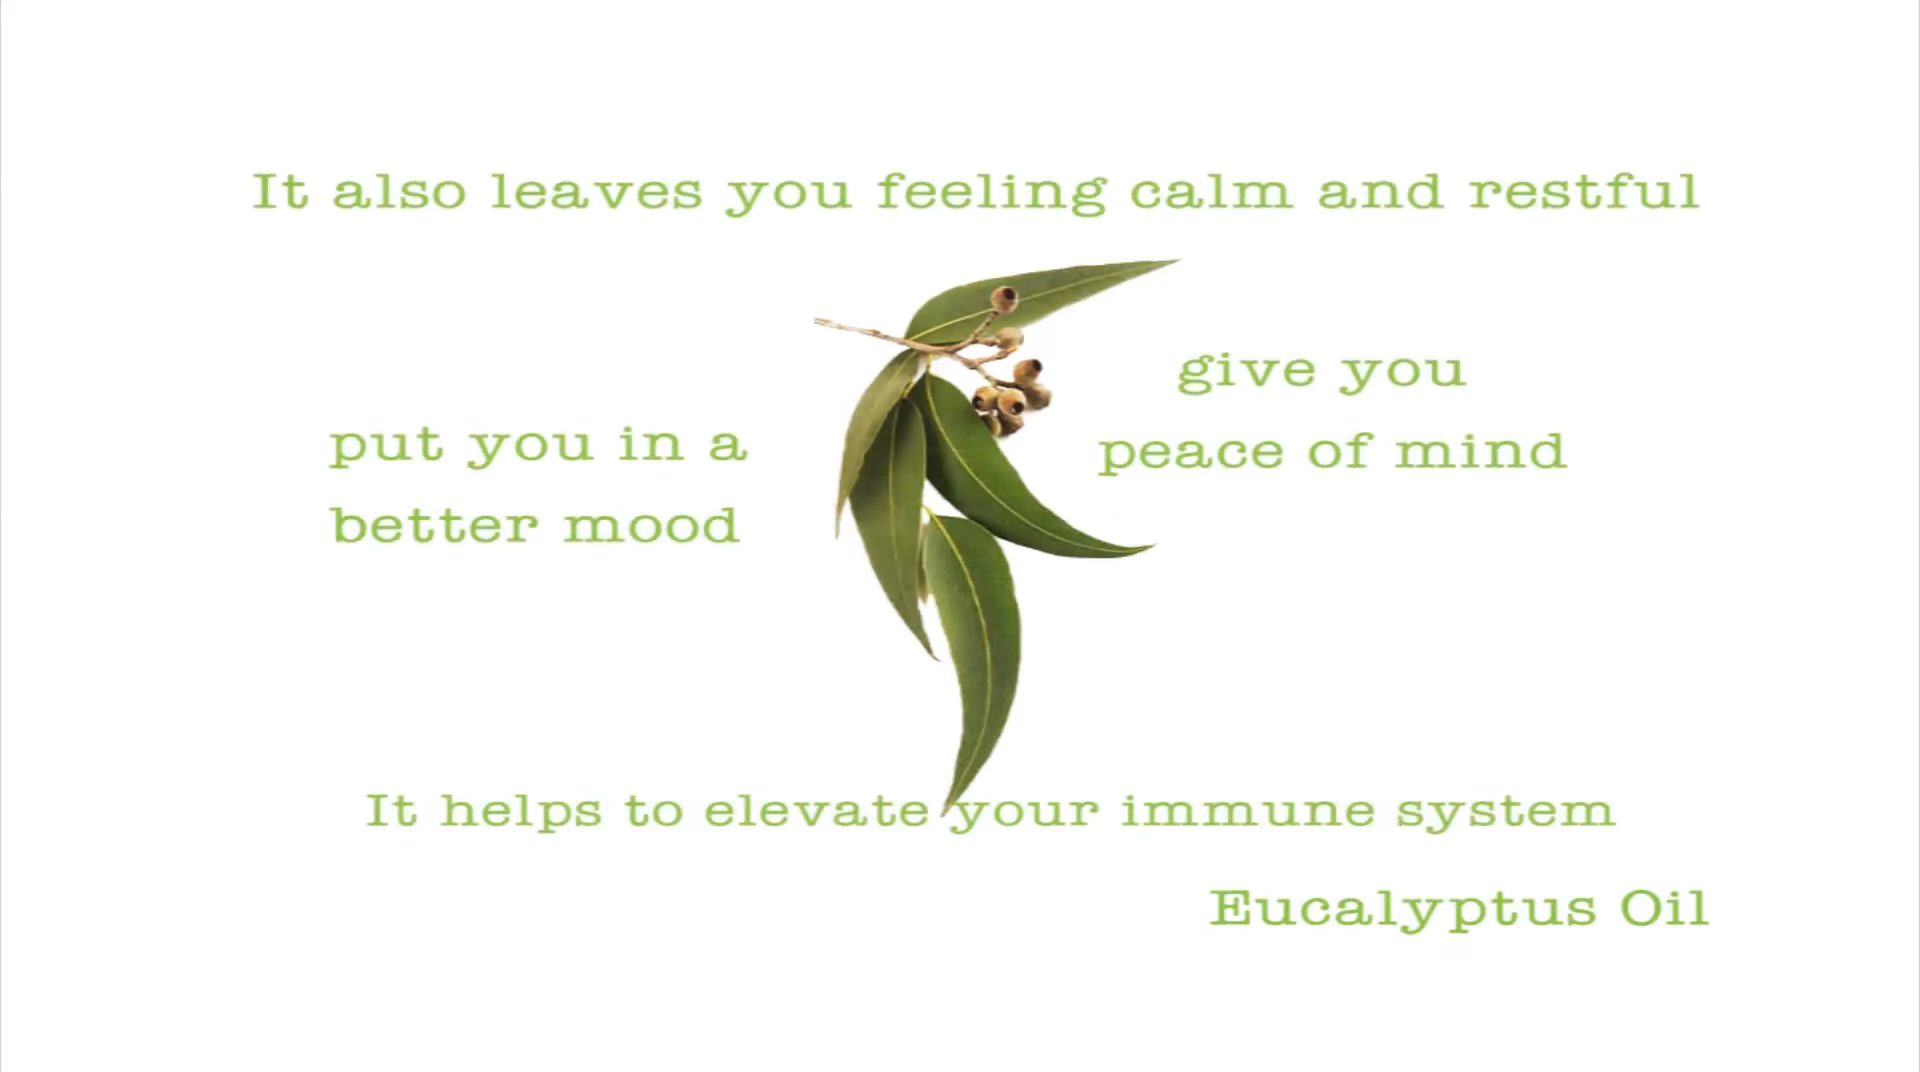 It also leaves you feeling calm and restful
give you
peace of mind
put you in a
better mood
It helps to elevate your immune system
Eucalyptus Oil